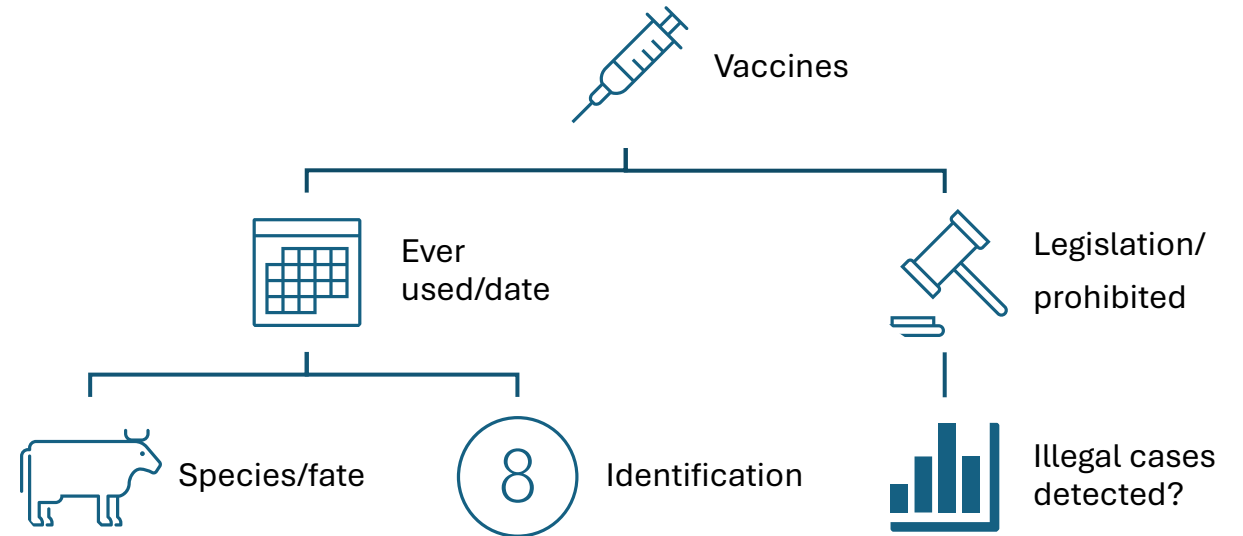 Vaccines
Ever
used/date
Legislation/
prohibited
Species/fate
8
Identification
Illegal cases
detected?